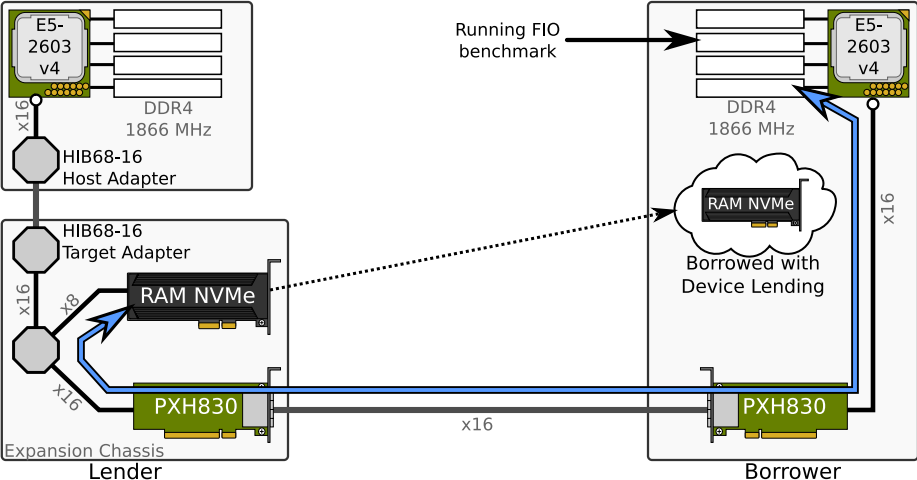 E5-
2603
v4
DDR4
1866 MHz
x16
HIB68-16
Host Adapter
HIB68-16
Target Adapter
x16
x8
RAM NVMe
x16
PXH830
Expansion Chassis
Lender
x16
Running FIO
benchmark
E5-
2603
v4
DDR4
1866 MHz
RAM NVMe
x16
Borrowed with
Device Lending
PXH830
Borrower